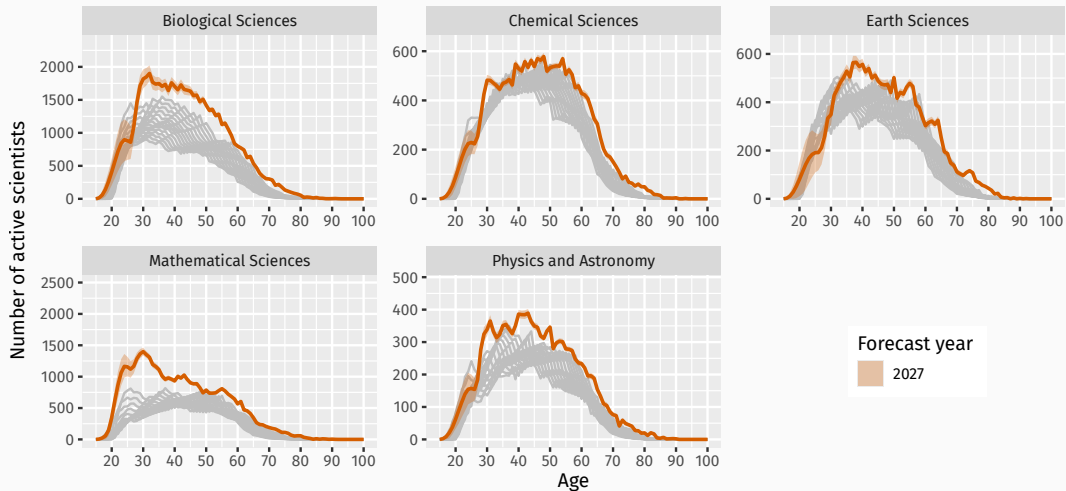 Biological Sciences
Chemical Sciences
Earth Sciences
2000
1500
1000
500
0
600
400
200
0
600
400
200
0
20 30 40 50 60 70 80 90 100
20 30 40 50 60 70 80 90 100
20 30 40 50 60 70 80 90 100
Number of active scientists
Mathematical Sciences
Physics and Astronomy
2500
2000
1500
1000
500
0
500
400
300
200
100
0
20 30 40 50 60 70 80 90 100
20 30 40 50 60 70 80 90 100
Age
Forecast year
2027